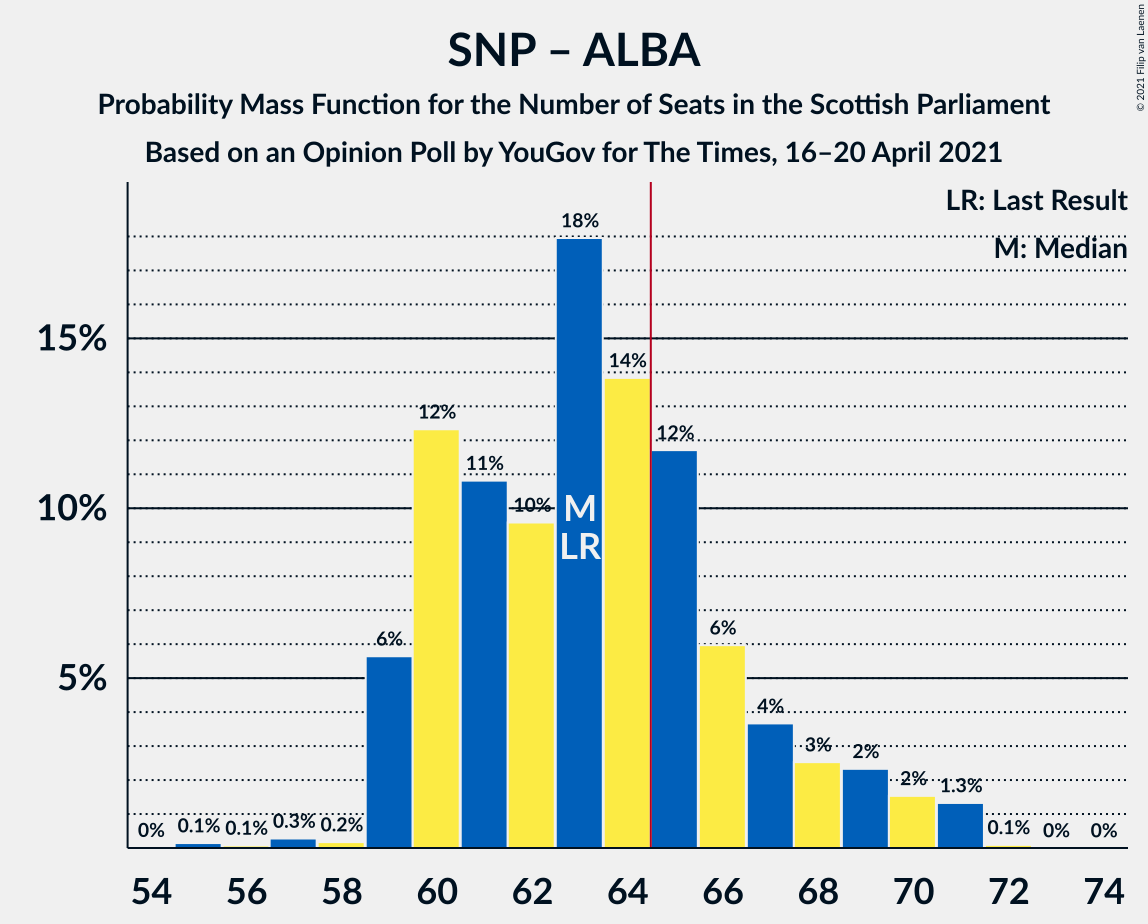 SNP – ALBA
Probability Mass Function for the Number of Seats in the Scottish Parliament
Based on an Opinion Poll by YouGov for The Times, 16–20 April 2021
© 2021 Filip van Laenen
LR: Last Result
M: Median
15%
10%
5%
0%
0.1%
0.1%
0.3%
0.2%
6%
12%
11%
10%
18%
14%
12%
6%
4%
3%
2%
2%
1.3%
0.1%
0%
0%
M
LR
54 56 58 60 62 64 66 68 70 72 74